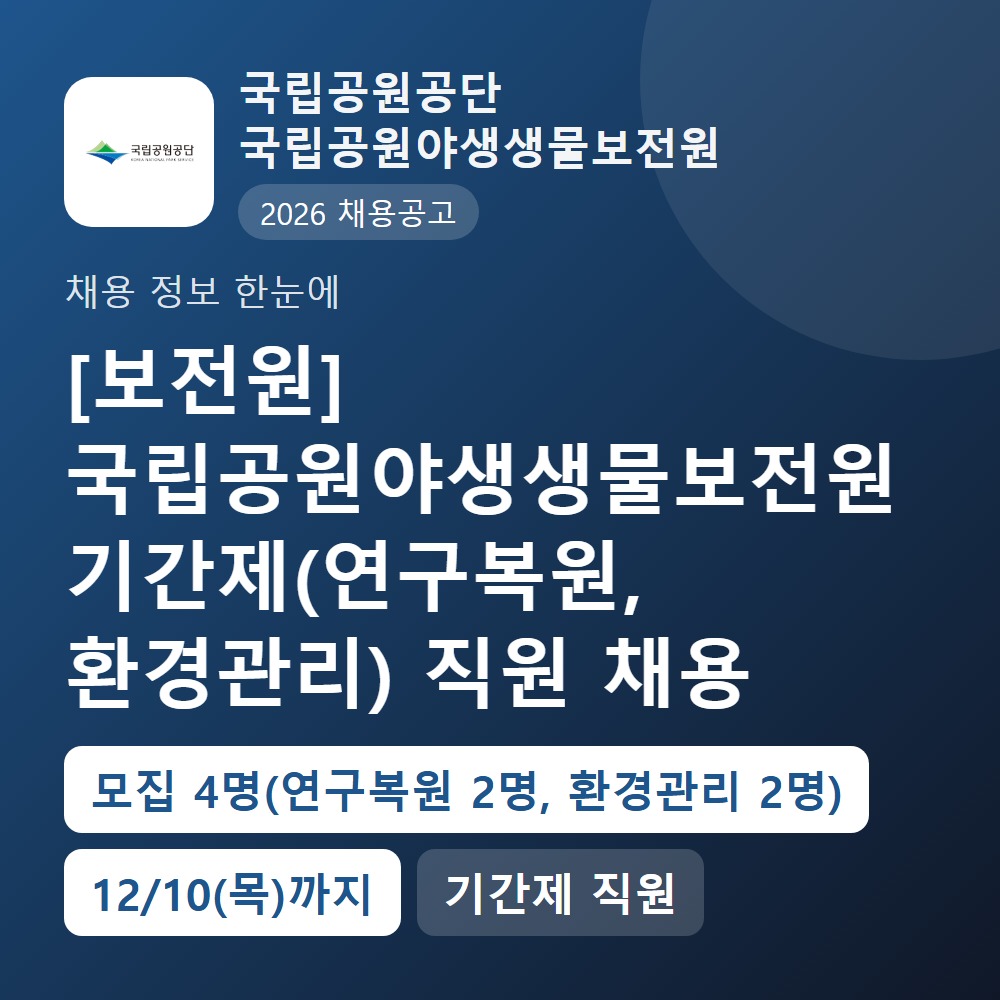 국립공원공단
국립공원야생생물보전원
국립공원공단
KOREA NATIONAL PARK SERVICE
2026 채용공고
채용 정보 한눈에
[보전원]
국립공원야생생물보전원
기간제(연구복원,
환경관리) 직원 채용
모집 4명(연구복원 2명, 환경관리 2명)
12/10(목)까지
기간제 직원